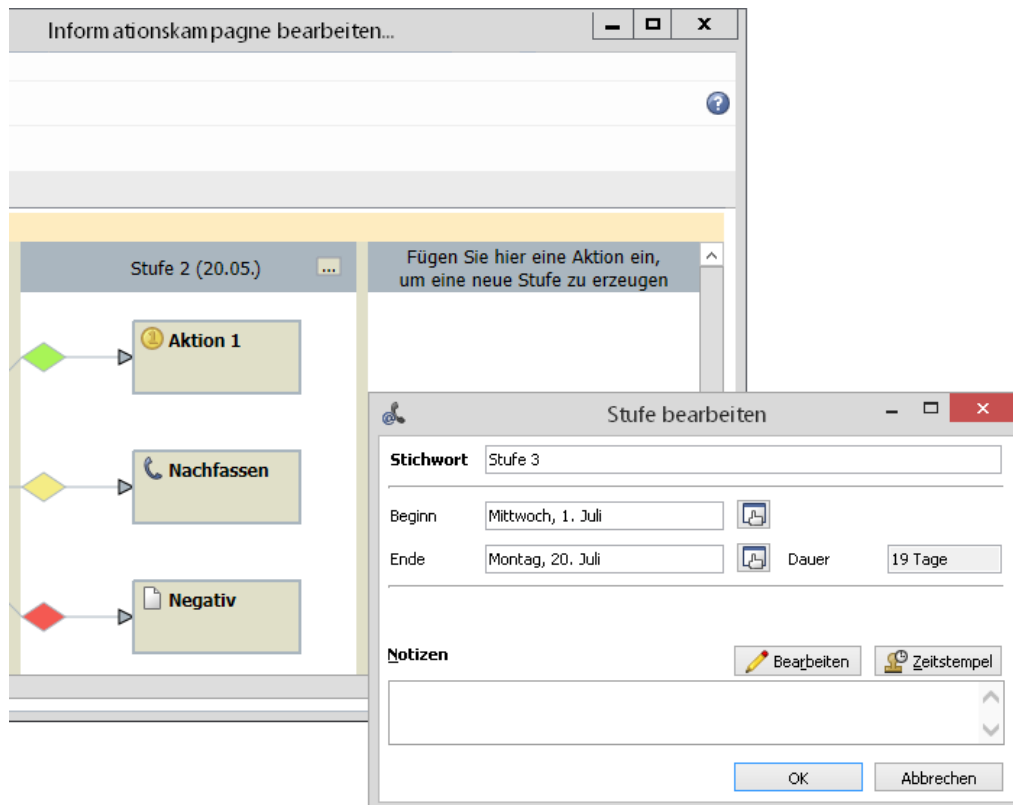 Informationskampagne bearbeiten...
Stufe 2 (20.05.)
...
Fügen Sie hier eine Aktion ein,
um eine neue Stufe zu erzeugen
Aktion 1
Nachfassen
Negativ
Stufe bearbeiten
Stichwort
Stufe 3
Beginn
Mittwoch, 1. Juli
Ende
Montag, 20. Juli
Dauer
19 Tage
Notizen
Bearbeiten
Zeitstempel
OK
Abbrechen